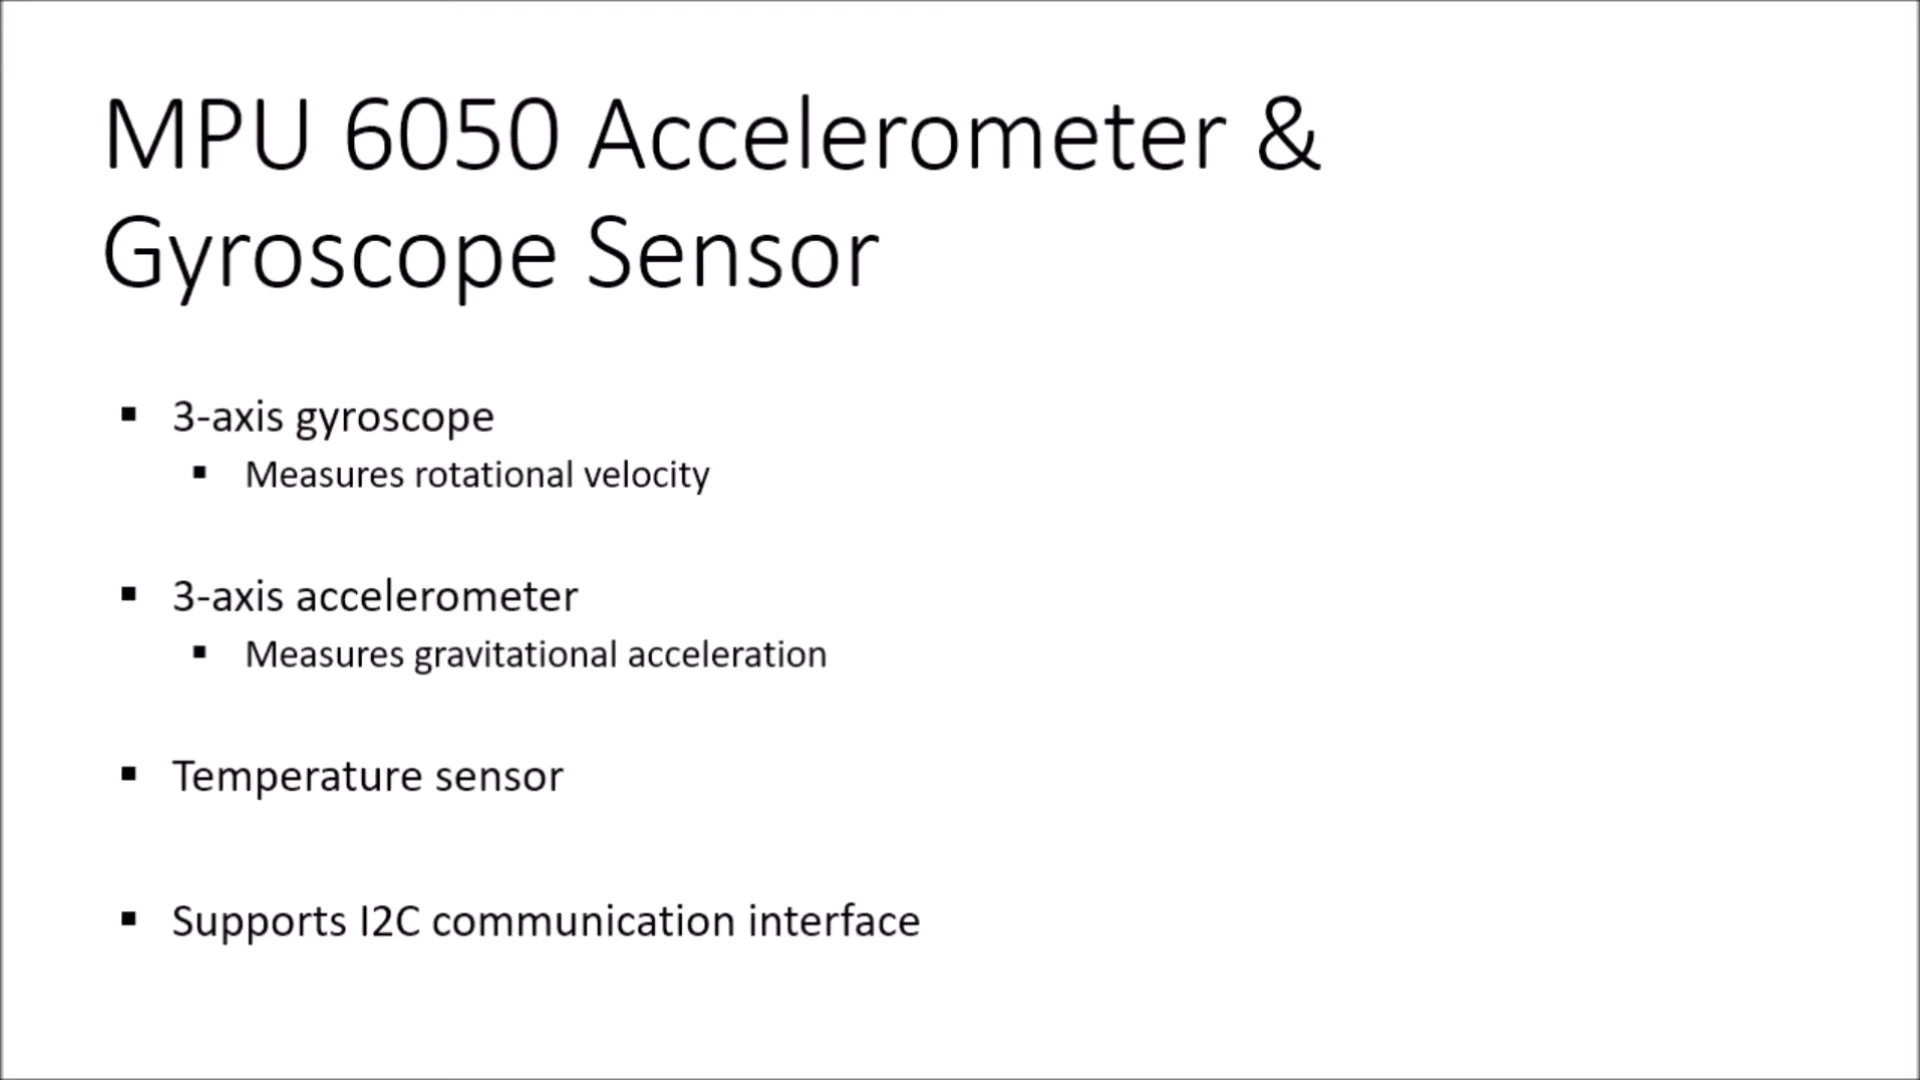 MPU 6050 Accelerometer &
Gyroscope Sensor
▪ 3-axis gyroscope
▪ Measures rotational velocity
▪ 3-axis accelerometer
▪ Measures gravitational acceleration
▪ Temperature sensor
▪ Supports I2C communication interface